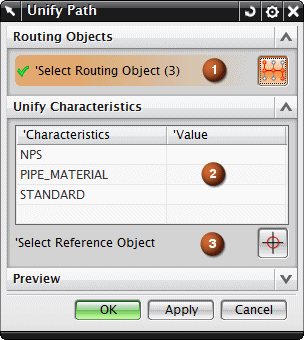 Unify Path
Routing Objects
'Select Routing Object (3)
1
Unify Characteristics
'Characteristics 'Value
NPS
PIPE_MATERIAL
2
STANDARD
'Select Reference Object
3
Preview
OK Apply Cancel